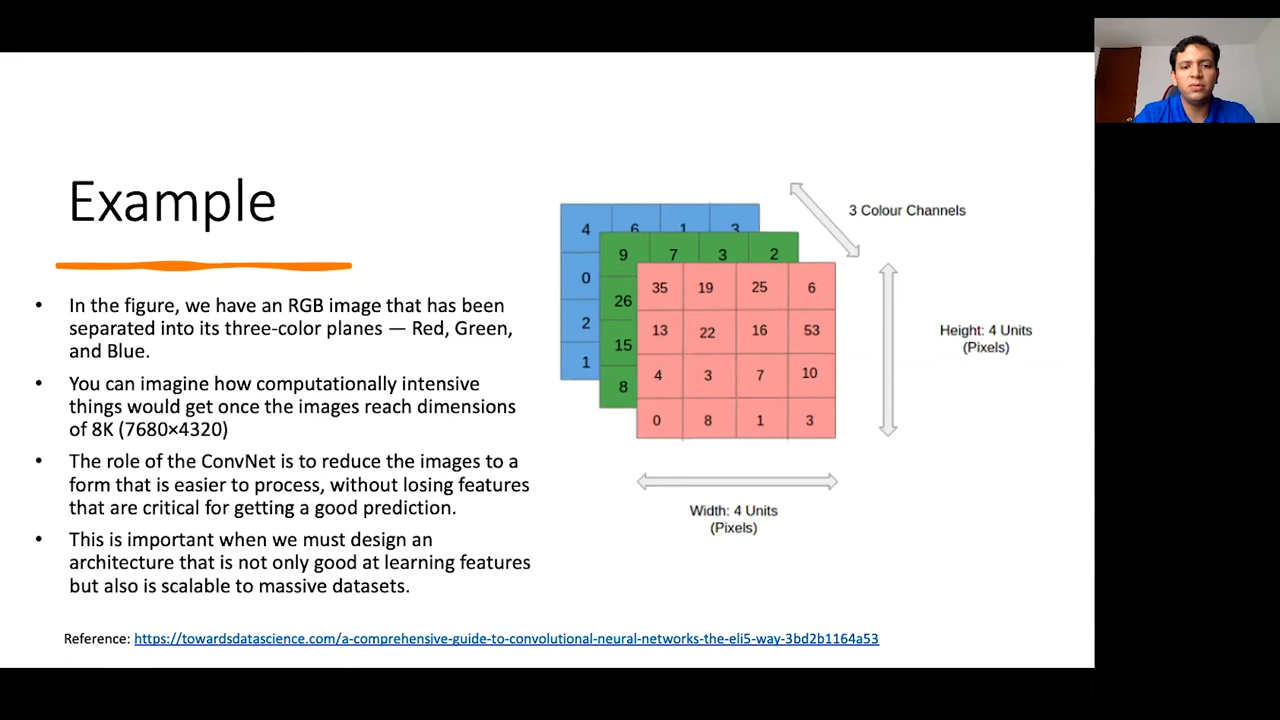 Example
• In the figure, we have an RGB image that has been
separated into its three-color planes — Red, Green,
and Blue.
• You can imagine how computationally intensive
things would get once the images reach dimensions
of 8K (7680×4320)
• The role of the ConvNet is to reduce the images to a
form that is easier to process, without losing features
that are critical for getting a good prediction.
• This is important when we must design an
architecture that is not only good at learning features
but also is scalable to massive datasets.
3 Colour Channels
4 6 1 3
0
2
1
9 7 3 2
26
15
8
35 19 25 6
13 22 16 53
4 3 7 10
0 8 1 3
Height: 4 Units
(Pixels)
Width: 4 Units
(Pixels)
Reference: https://towardsdatascience.com/a-comprehensive-guide-to-convolutional-neural-networks-the-eli5-way-3bd2b1164a53